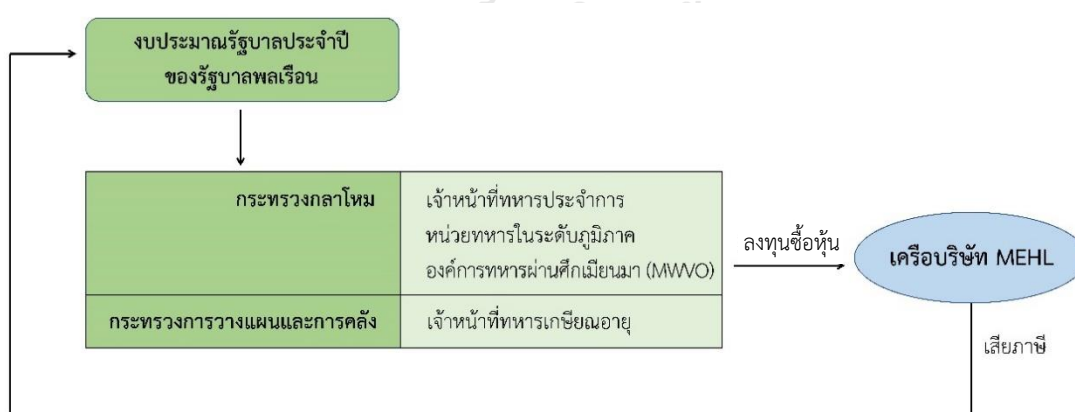 งบประมาณรัฐบาลประจำปี
ของรัฐบาลพลเรือน
กระทรวงกลาโหม
เจ้าหน้าที่ทหารประจำการ
หน่วยทหารในระดับภูมิภาค
องค์การทหารผ่านศึกเมียนมา (MWVO)
กระทรวงการวางแผนและการคลัง
เจ้าหน้าที่ทหารเกษียณอายุ
ลงทุนซื้อหุ้น
เครือบริษัท MEHL
เสียภาษี